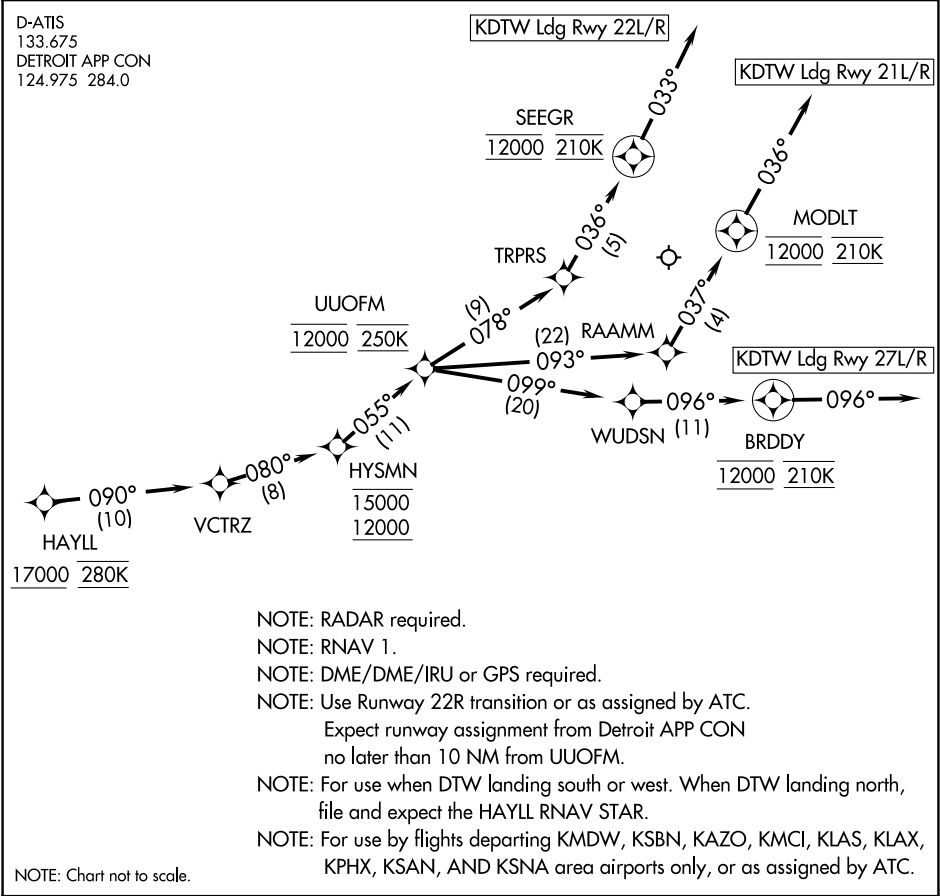 D-ATIS
133.675
DETROIT APP CON
124.975 284.0
KDTW Ldg Rwy 22L/R
KDTW Ldg Rwy 21L/R
033°
SEEGR
12000 210K
036°
MODLT
12000 210K
036°
(5)
TRPRS
037°
(4)
UUOFM
12000 250K
(9)
078°
(22)
093°
RAAMM
KDTW Ldg Rwy 27L/R
099°
(20)
WUDSN
096°
(11)
096°
BRDDY
12000 210K
055°
(11)
HYSMN
15000
12000
080°
(8)
VCTRZ
090°
(10)
HAYLL
17000 280K
NOTE: RADAR required.
NOTE: RNAV 1.
NOTE: DME/DME/IRU or GPS required.
NOTE: Use Runway 22R transition or as assigned by ATC.
Expect runway assignment from Detroit APP CON
no later than 10 NM from UUOFM.
NOTE: For use when DTW landing south or west. When DTW landing north,
file and expect the HAYLL RNAV STAR.
NOTE: For use by flights departing KMDW, KSBN, KAZO, KMCI, KLAS, KLAX,
KPHX, KSAN, AND KSNA area airports only, or as assigned by ATC.
NOTE: Chart not to scale.